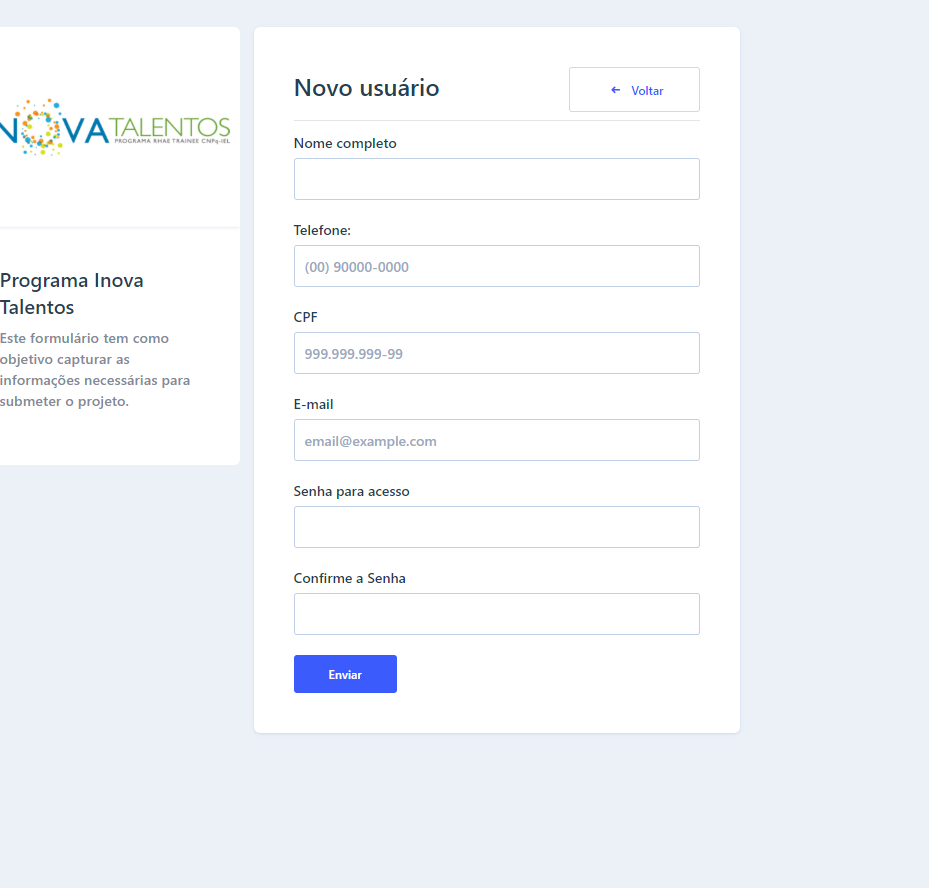 NOVATALENTOS
PROGRAMA RHAE TRAINEE CNPq-IEL
Programa Inova
Talentos
Este formulário tem como
objetivo capturar as
informações necessárias para
submeter o projeto.
Novo usuário
← Voltar
Nome completo
Telefone:
(00) 90000-0000
CPF
999.999.999-99
E-mail
email@example.com
Senha para acesso
Confirme a Senha
Enviar